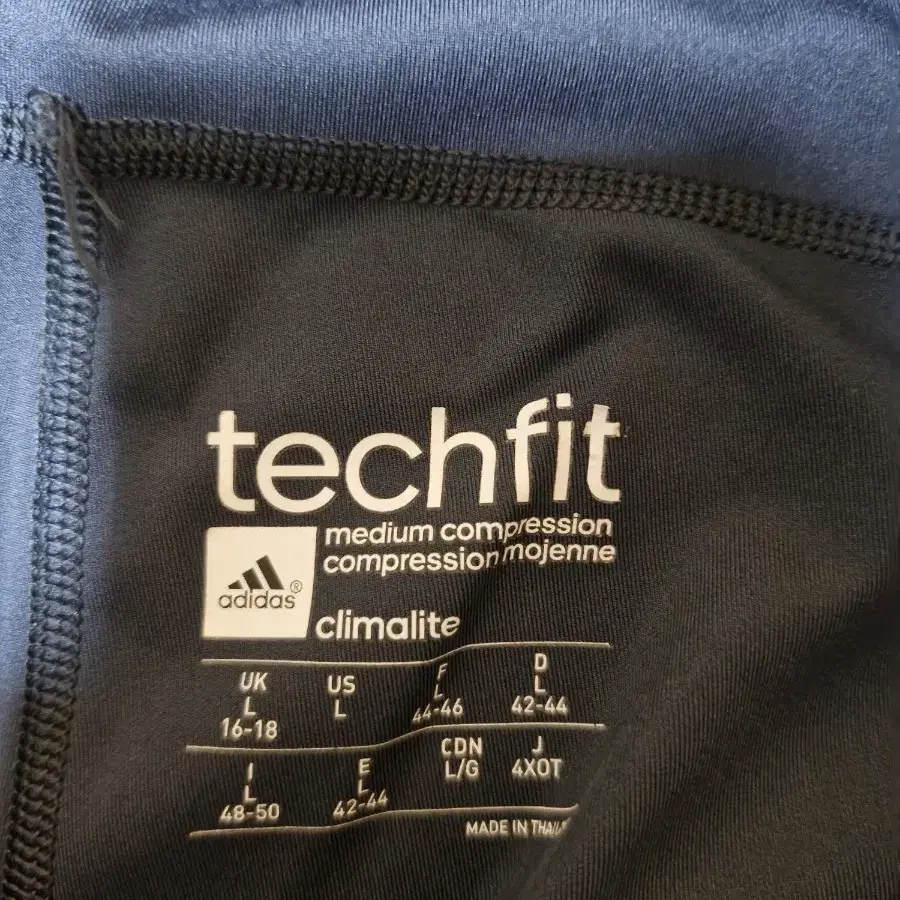 techfit
medium compression
compression mojenne
adidas®
climalite
UK
L
16-18
US
L
F
L
44-46
D
L
42-44
I
L
48-50
E
L
42-44
CDN
L/G
J
4XOT
MADE IN